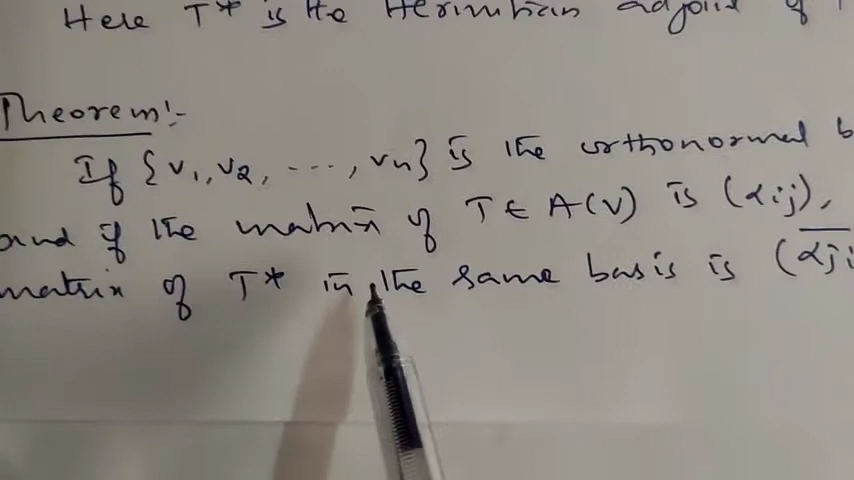 Here T* is the Hermitian adjoint of
Theorem:-
If {v₁, v₂, ...., vₙ} is the orthonormal
and if the matrix of T ∈ A(V) is (αij),
matrix of T* in the same basis is (αji